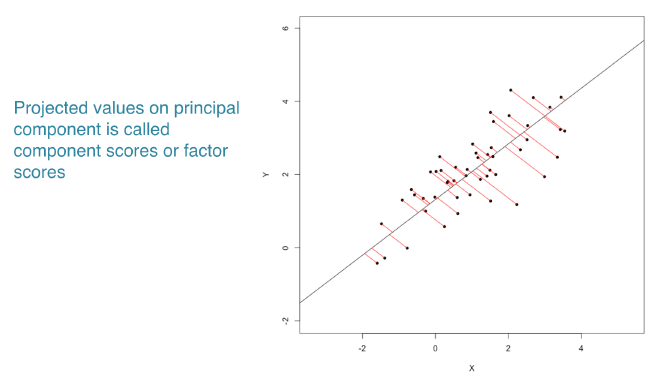 Projected values on principal
component is called
component scores or factor
scores
6
4
2
0
-2
Y
-2 0 2 4
X